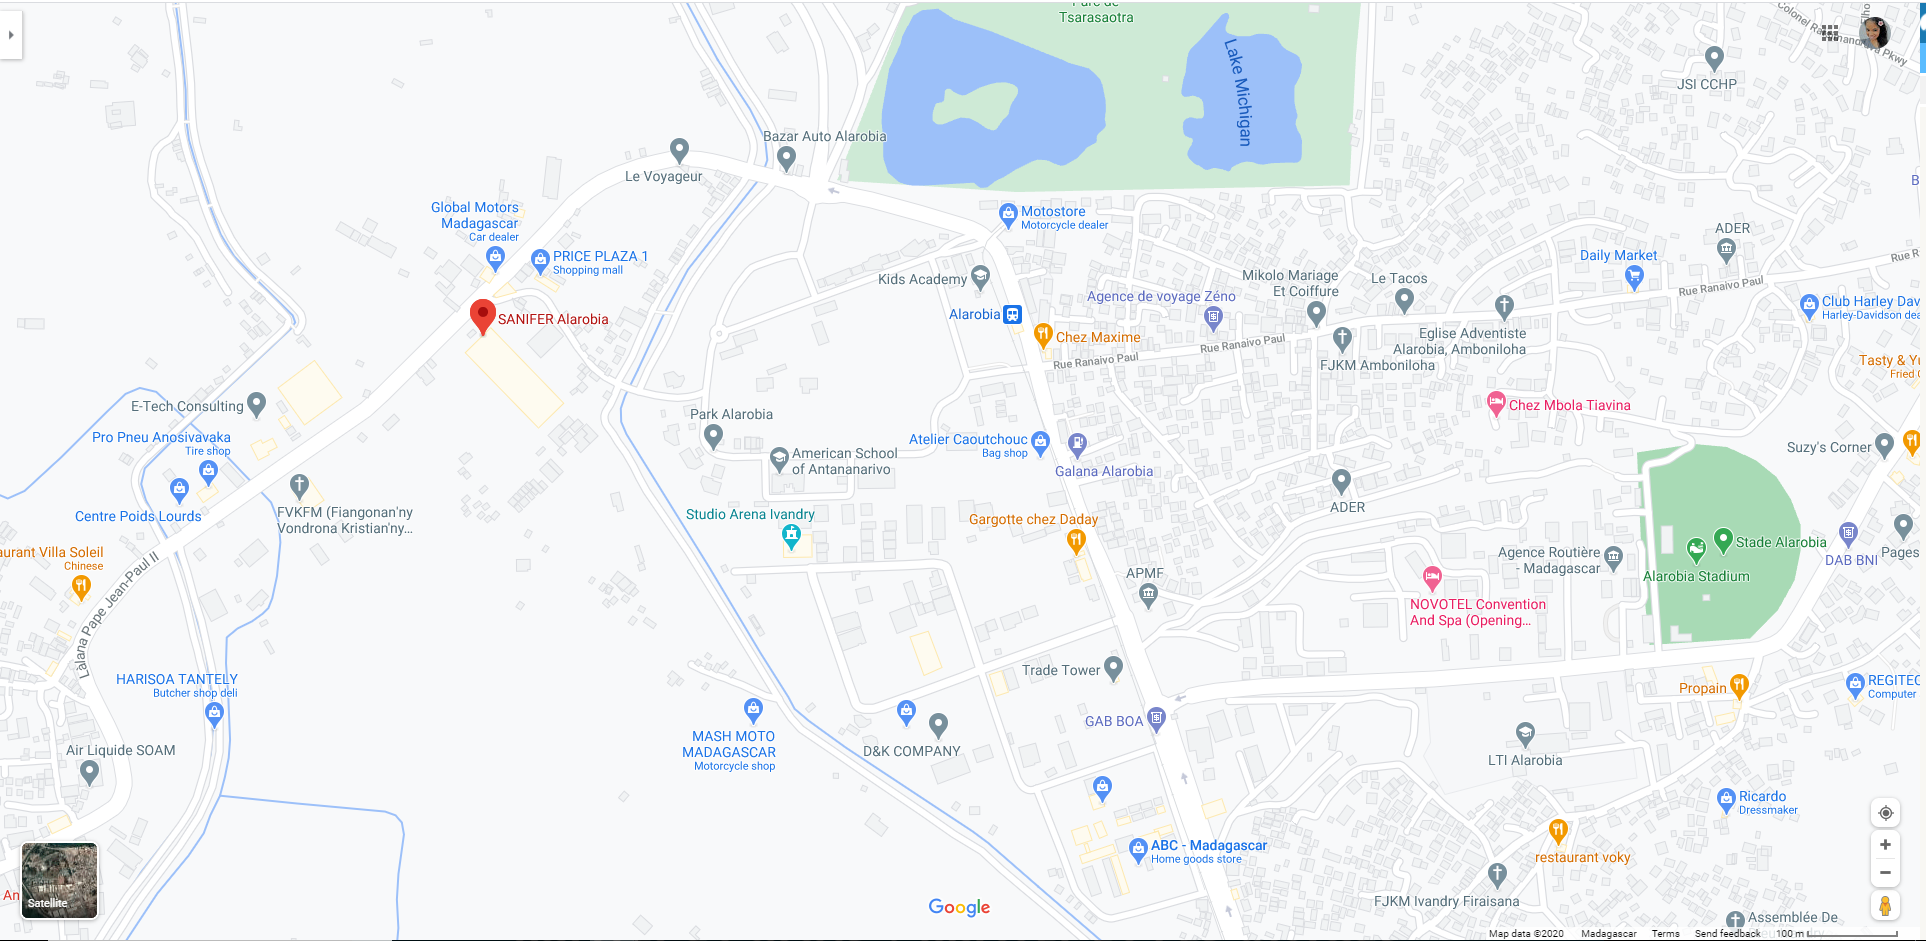 Parc de
Tsarasaotra
Lake Michigan
JSI CCHP
Bazar Auto Alarobia
Le Voyageur
Global Motors
Madagascar
Car dealer
PRICE PLAZA 1
Shopping mall
Motostore
Motorcycle dealer
ADER
Daily Market
Kids Academy
Mikolo Mariage
Et Coiffure
Le Tacos
Agence de voyage Zéno
Rue Ranaivo Paul
Club Harley Dav
Harley-Davidson dea
SANIFER Alarobia
Alarobia
Chez Maxime
Rue Ranaivo Paul
Rue Ranaivo Paul
Eglise Adventiste
Alarobia, Amboniloha
FJKM Amboniloha
Tasty & Yu
Fried C
E-Tech Consulting
Chez Mbola Tiavina
Park Alarobia
Pro Pneu Anosivavaka
Tire shop
Atelier Caoutchouc
Bag shop
American School
of Antananarivo
Galana Alarobia
Suzy's Corner
Centre Poids Lourds
FVKFM (Fiangonan'ny
Vondrona Kristian'ny...
Studio Arena Ivandry
Gargotte chez Daday
ADER
Stade Alarobia
Alarobia Stadium
Agence Routière
- Madagascar
DAB BNI
Pages
aurant Villa Soleil
Chinese
Lalana Pape Jean-Paul II
APMF
NOVOTEL Convention
And Spa (Opening...
Trade Tower
HARISOA TANTELY
Butcher shop deli
Propain
REGITEC
Computer
GAB BOA
MASH MOTO
MADAGASCAR
Motorcycle shop
D&K COMPANY
Air Liquide SOAM
LTI Alarobia
Ricardo
Dressmaker
ABC - Madagascar
Home goods store
restaurant voky
FJKM Ivandry Firaisana
Assemblée De
An
Satellite
Google
Map data ©2020 Madagascar Terms Send feedback 100 m